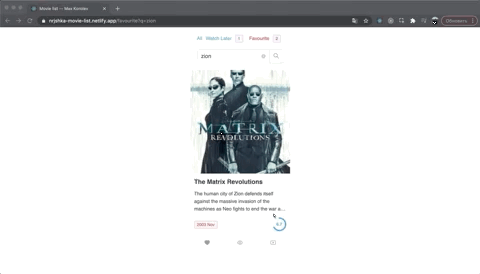 Movie list — Max Kombev
nrjshka-movie-list.netlify.app/favourite?q=zion
Обновить
All Watch Later 1 Favourite 2
zion
MATRIX
REVOLUTIONS
The Matrix Revolutions
The human city of Zion defends itself
against the massive invasion of the
machines as Neo fights to end the war a...
2003 Nov
6.7